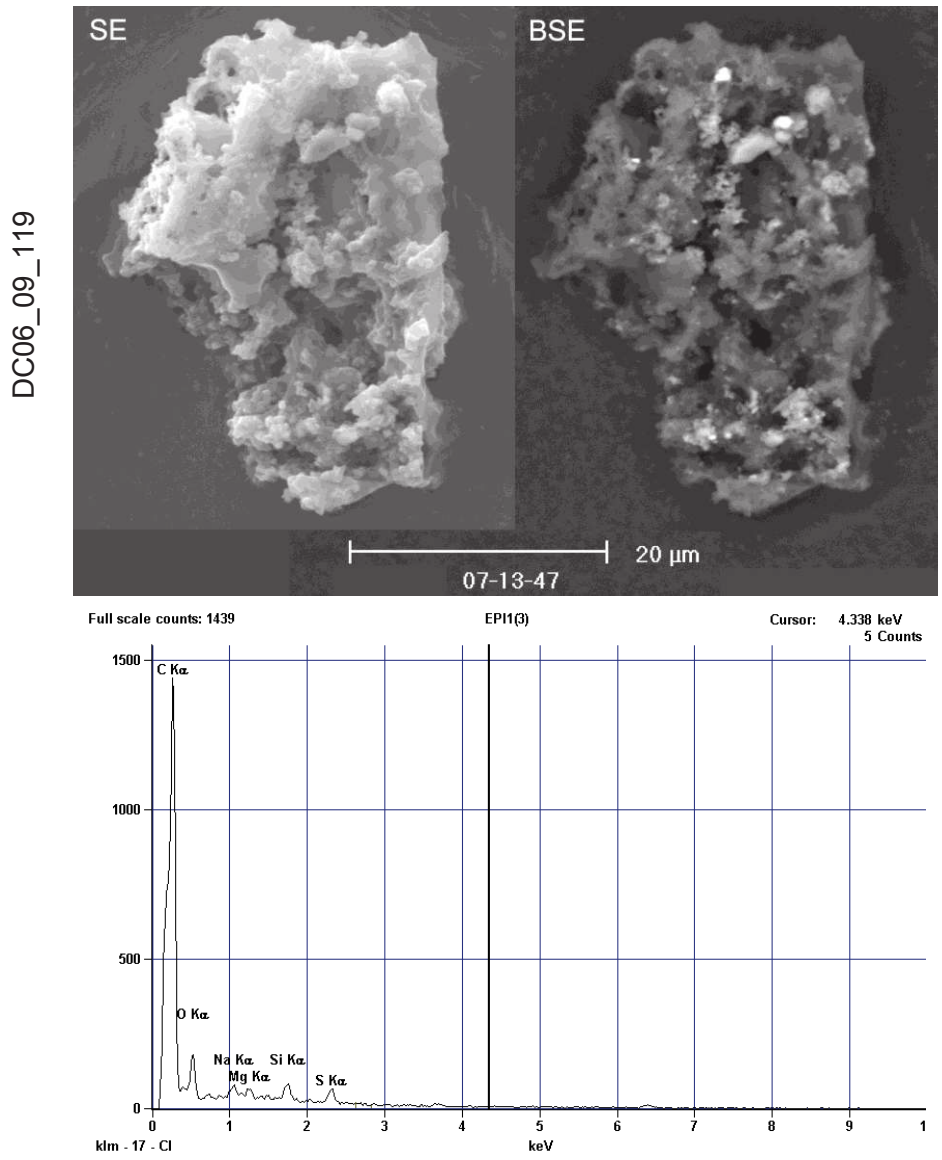 SE
BSE
DC06_09_119
20 µm
07-13-47
Full scale counts: 1439
EPI1(3)
Cursor: 4.338 keV
5 Counts
1500
C Kα
1000
500
O Kα
Na Kα
Si Kα
Mg Kα
S Kα
0
0 1 2 3 4 5 6 7 8 9 1
klm - 17 - Cl
keV